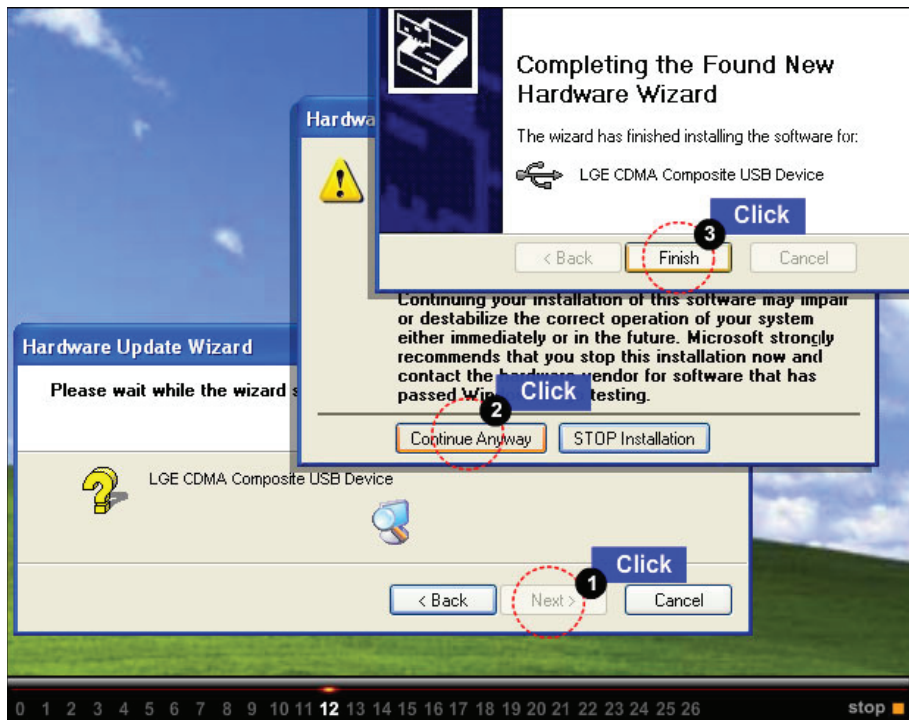 Completing the Found New
Hardware Wizard
The wizard has finished installing the software for:
LGE CDMA Composite USB Device
Click
3
< Back
Finish
Cancel
Hardwa
Continuing your installation of this software may impair
or destabilize the correct operation of your system
either immediately or in the future. Microsoft strongly
recommends that you stop this installation now and
contact the hardware vendor for software that has
passed Win testing.
Click
2
Continue Anyway
STOP Installation
Hardware Update Wizard
Please wait while the wizard s
LGE CDMA Composite USB Device
Click
1
< Back
Next >
Cancel
0 1 2 3 4 5 6 7 8 9 10 11 12 13 14 15 16 17 18 19 20 21 22 23 24 25 26
stop